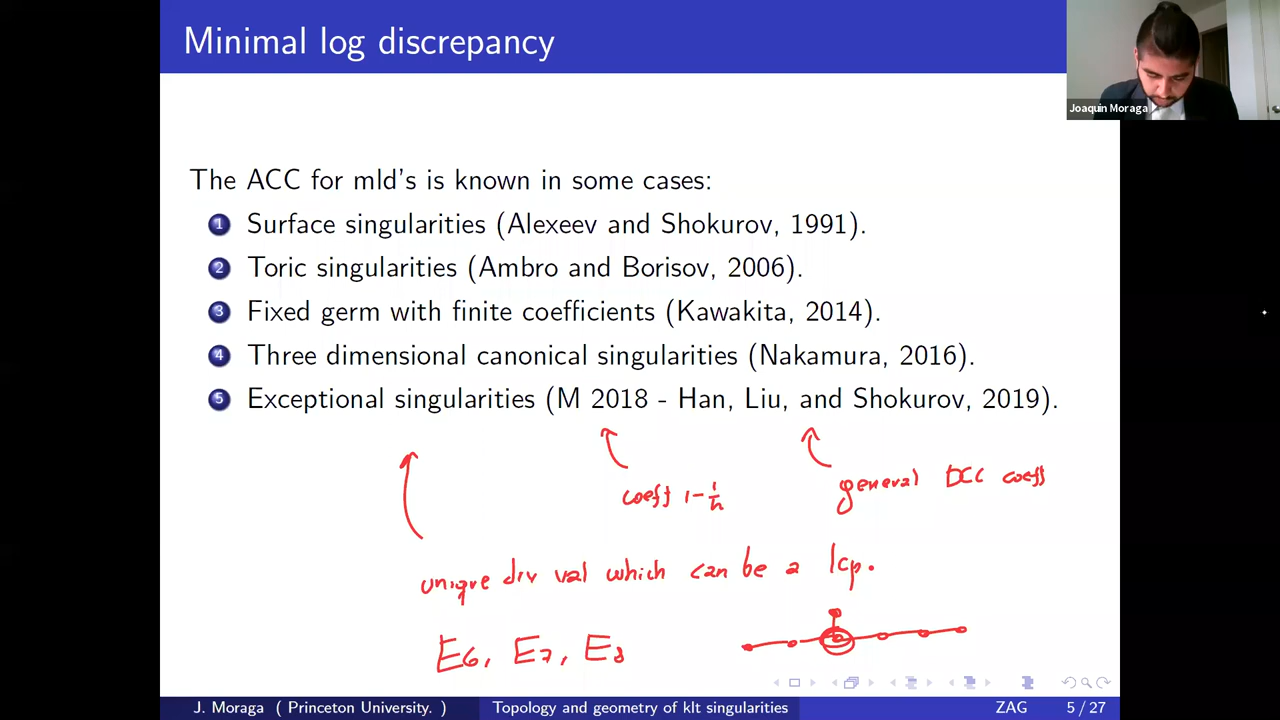 Minimal log discrepancy
Joaquin Moraga
The ACC for mld's is known in some cases:
1 Surface singularities (Alexeev and Shokurov, 1991).
2 Toric singularities (Ambro and Borisov, 2006).
3 Fixed germ with finite coefficients (Kawakita, 2014).
4 Three dimensional canonical singularities (Nakamura, 2016).
5 Exceptional singularities (M 2018 - Han, Liu, and Shokurov, 2019).
coeff 1-1/n
general DCC coeff
unique div val which can be a lcp.
E6, E7, E8
J. Moraga ( Princeton University. ) Topology and geometry of klt singularities ZAG 5 / 27